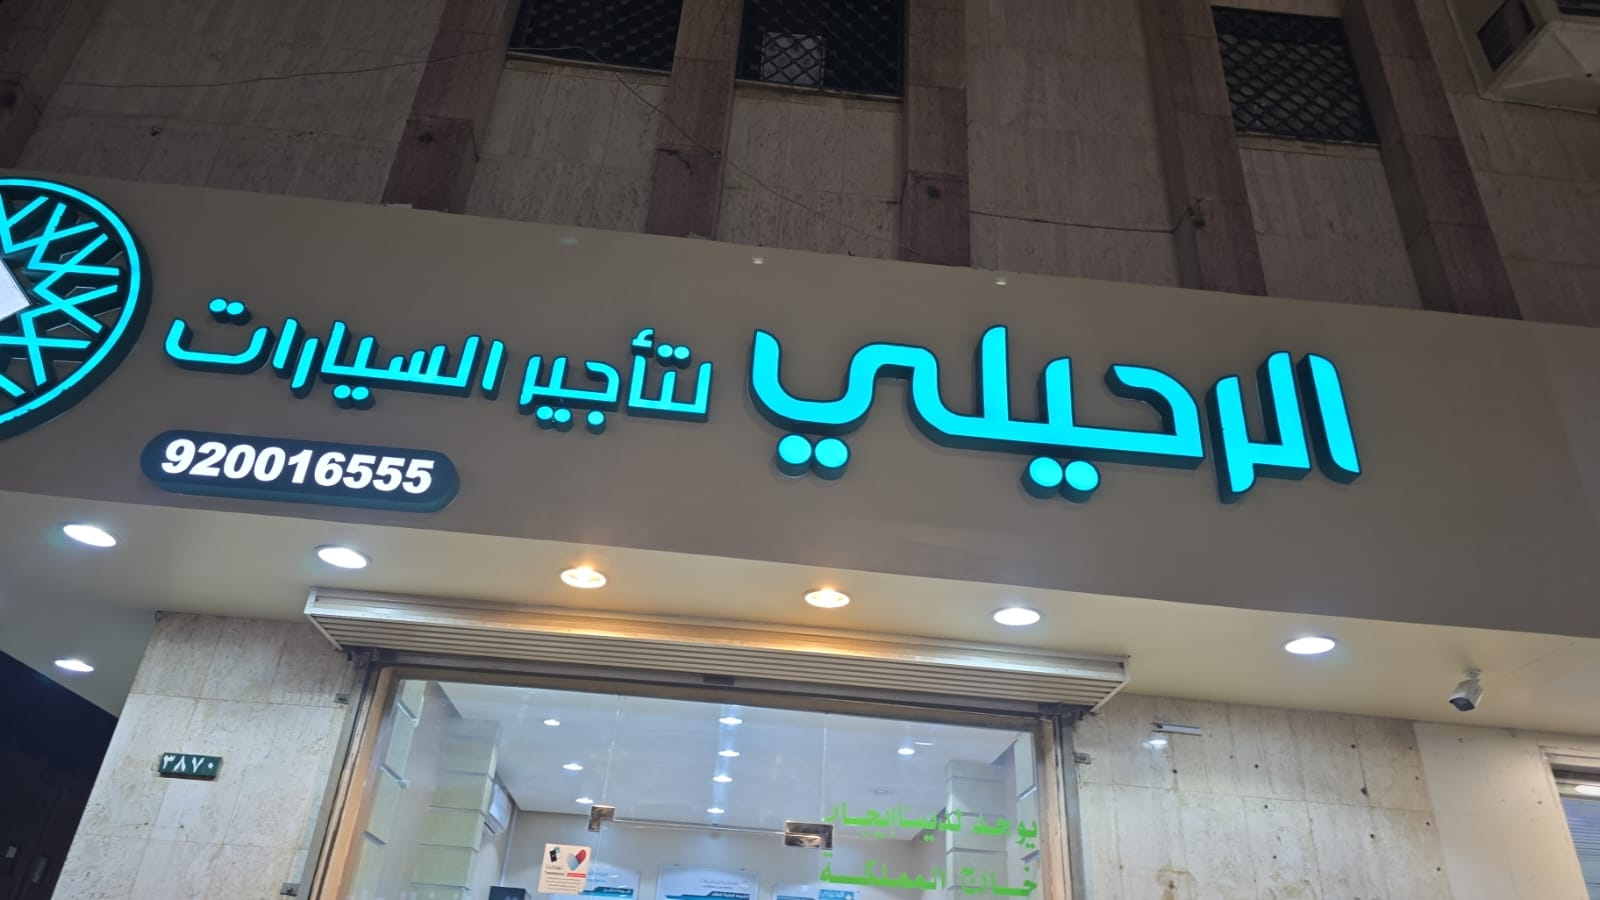 الرحيلي لتأجير السيارات
920016555
٣٨٧٠
يوجد لدينا ايجار
خارج المملكة